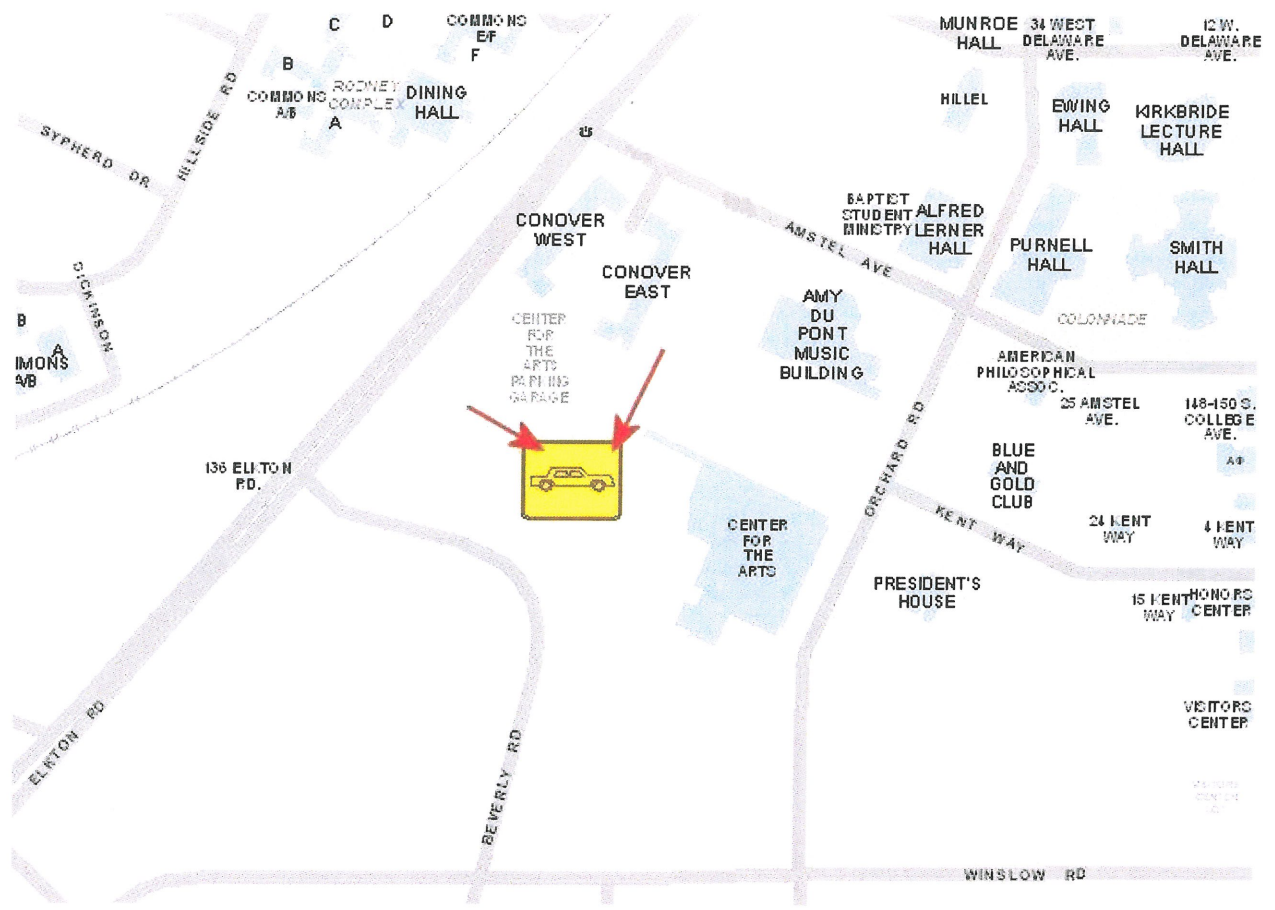 C
D
COMMONS
E/F
F
MUNROE
HALL
34 WEST
DELAWARE
AVE.
12 W.
DELAWARE
AVE.
B
COMMONS
A/B
RODNEY
COMPLEX
A
DINING
HALL
HILLEL
EWING
HALL
KIRKBRIDE
LECTURE
HALL
SYPHERD DR
HILLSIDE RD
CONOVER
WEST
CONOVER
EAST
AMSTEL AVE
BAPTIST
STUDENT
MINISTRY
ALFRED
LERNER
HALL
PURNELL
HALL
SMITH
HALL
DICKINSON
B
A
MMONS
A/B
CENTER
FOR
THE
ARTS
PARKING
GARAGE
AMY
DU
PONT
MUSIC
BUILDING
COLONNADE
AMERICAN
PHILOSOPHICAL
ASSOC.
25 AMSTEL
AVE.
148-150 S.
COLLEGE
AVE.
ΑΦ
136 ELKTON
RD.
ORCHARD RD
BLUE
AND
GOLD
CLUB
KENT WAY
24 KENT
WAY
4 KENT
WAY
CENTER
FOR
THE
ARTS
PRESIDENT'S
HOUSE
15 KENT
WAY
HONORS
CENTER
ELKTON RD
BEVERLY RD
VISITORS
CENTER
WINSLOW RD